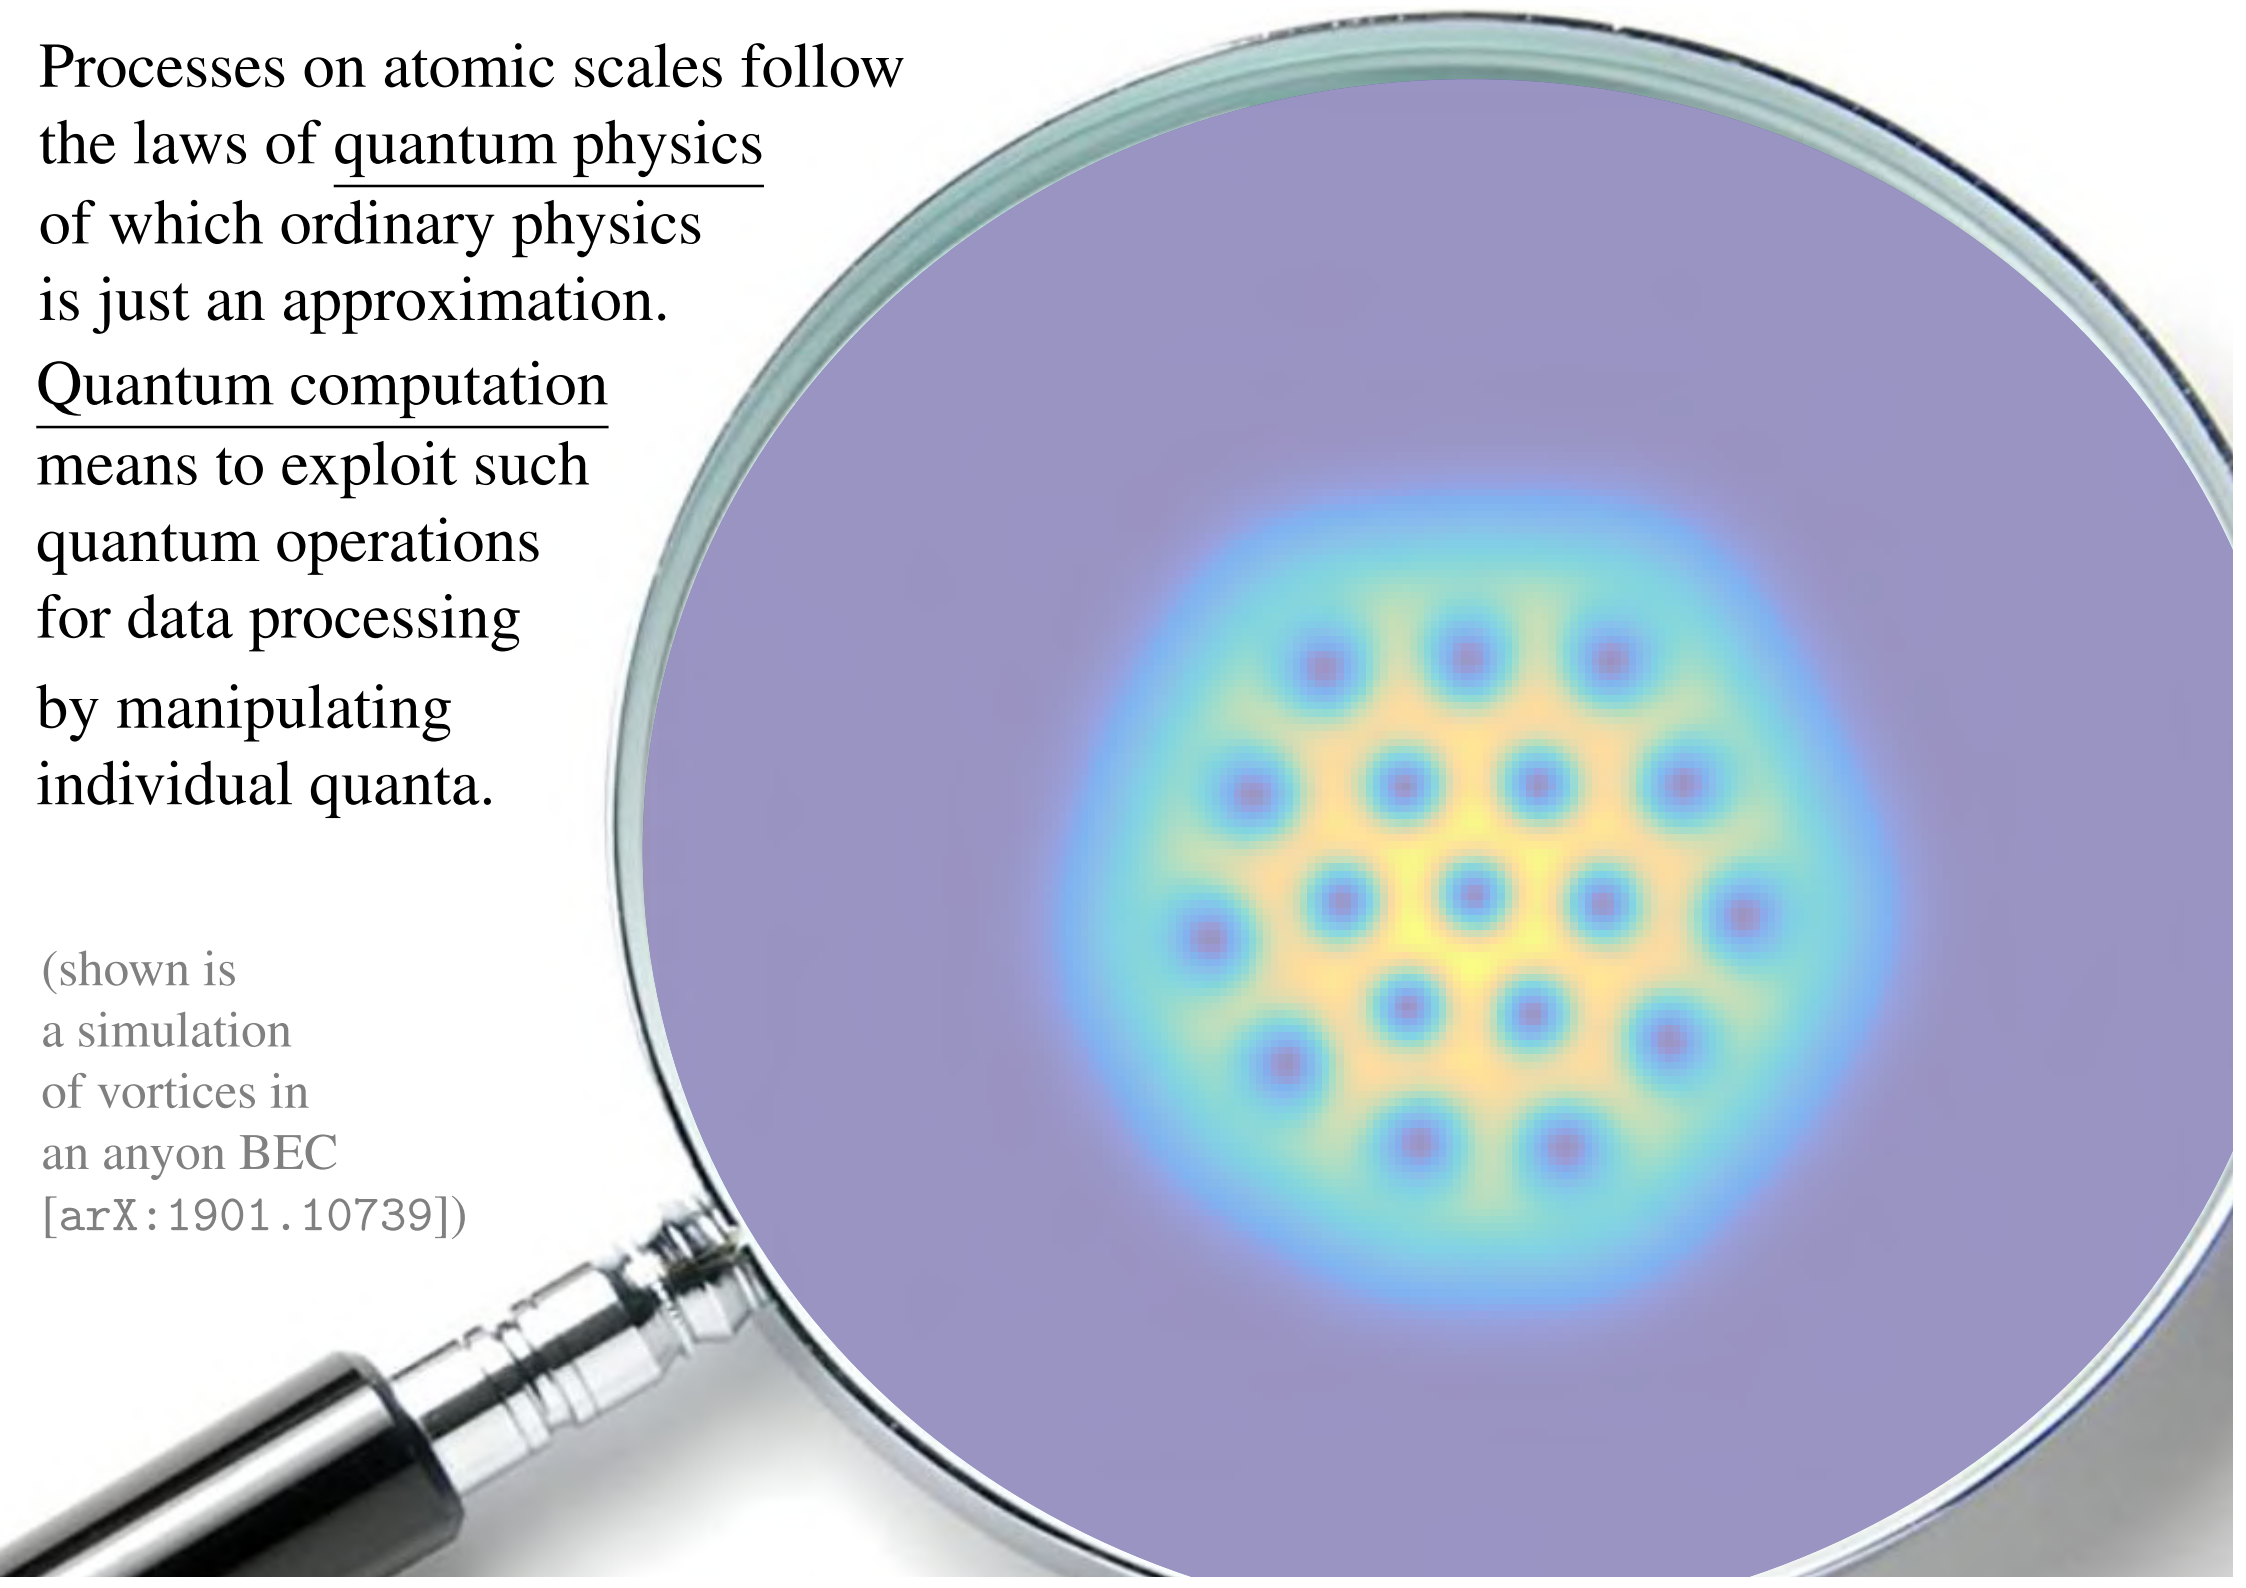 Processes on atomic scales follow
the laws of quantum physics
of which ordinary physics
is just an approximation.
Quantum computation
means to exploit such
quantum operations
for data processing
by manipulating
individual quanta.
(shown is
a simulation
of vortices in
an anyon BEC
[arX:1901.10739])